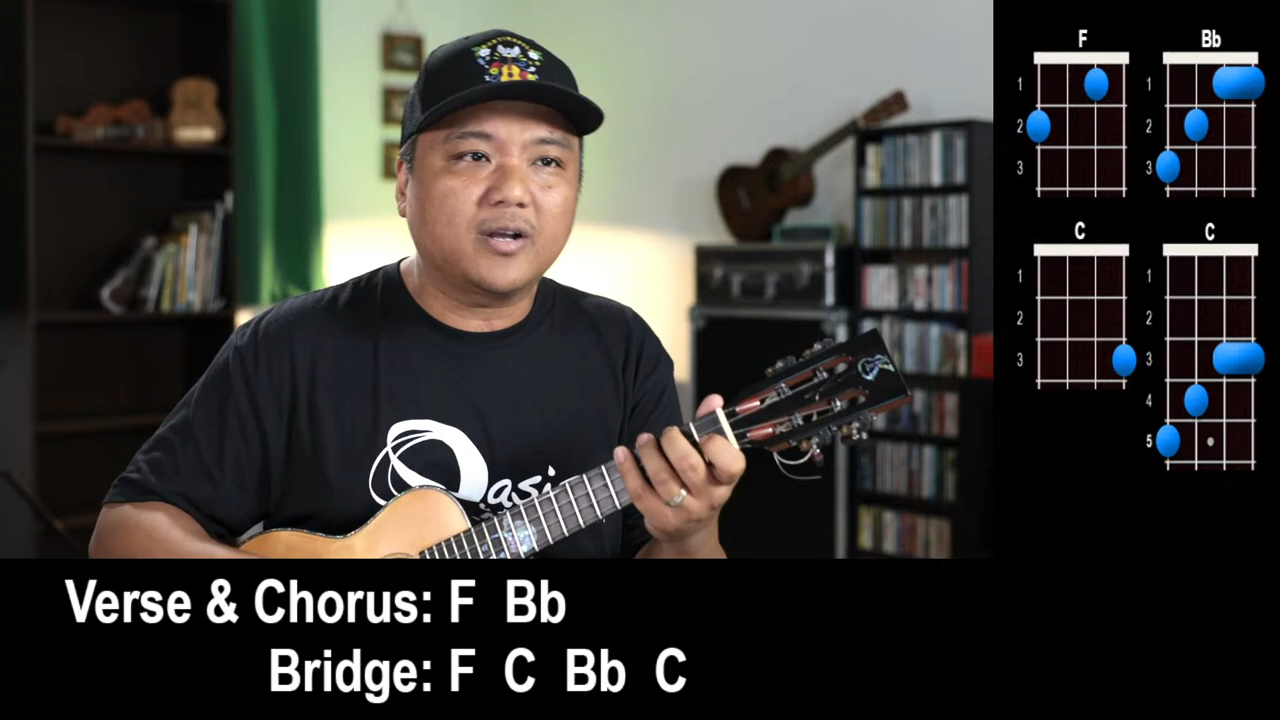 F Bb
1 1
2 2
3 3
C C
1 1
2 2
3 3
4
5
Oasi
Verse & Chorus: F Bb
Bridge: F C Bb C